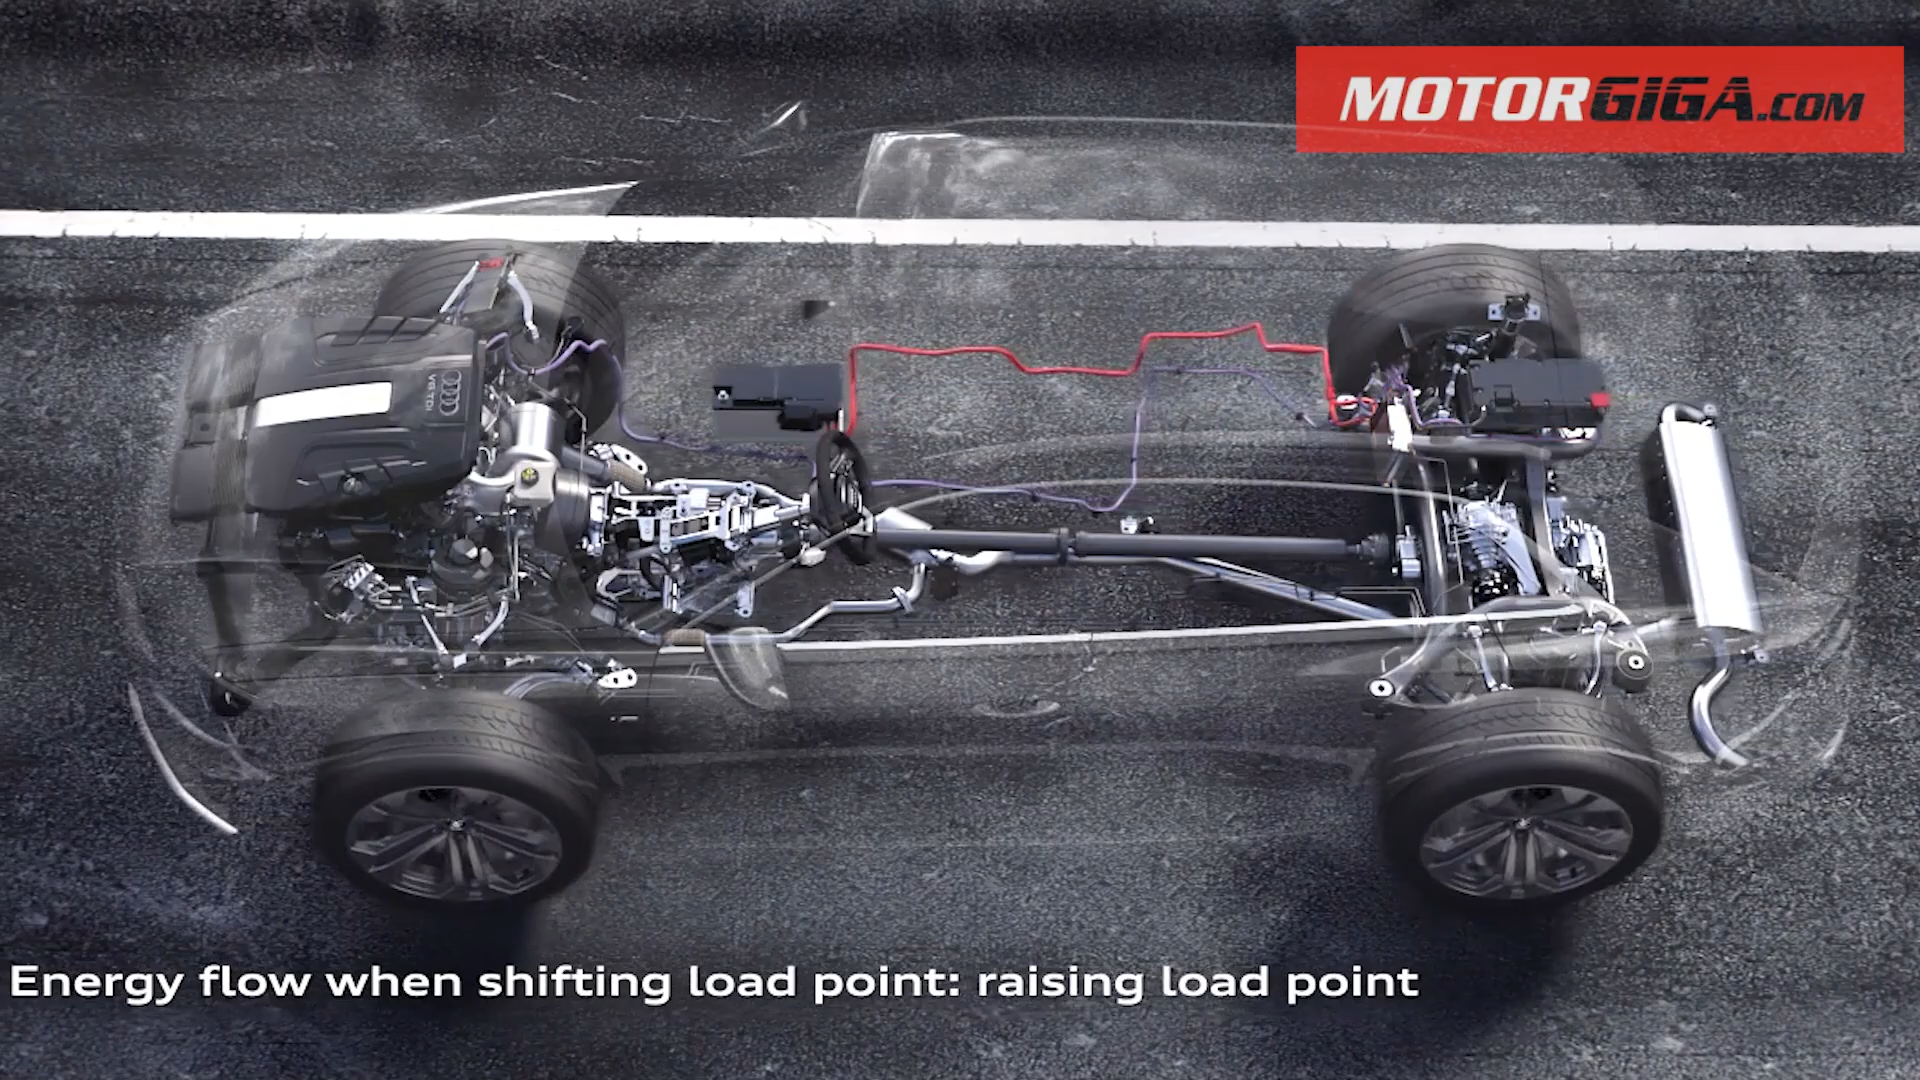 MOTORGIGA.COM
V6 TDI
Energy flow when shifting load point: raising load point